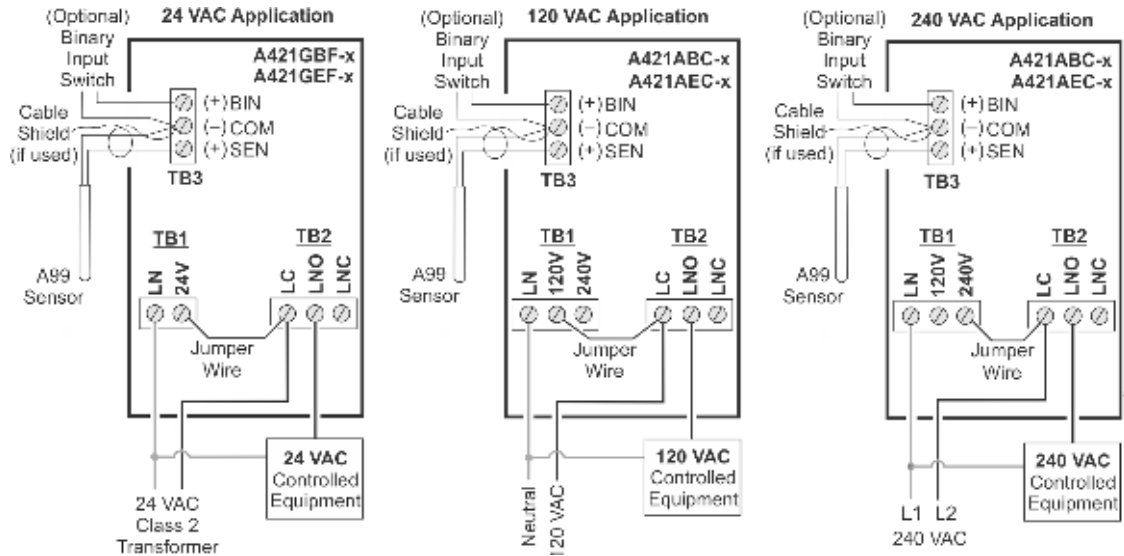 24 VAC Application
(Optional)
Binary
Input
Switch
A421GBF-x
A421GEF-x
Cable
Shield
(if used)
(+)BIN
(−)COM
(+)SEN
TB3
A99
Sensor
TB1
LN
24V
TB2
LC
LNO
LNC
Jumper
Wire
24 VAC
Controlled
Equipment
24 VAC
Class 2
Transformer
120 VAC Application
(Optional)
Binary
Input
Switch
A421ABC-x
A421AEC-x
Cable
Shield
(if used)
(+)BIN
(−)COM
(+)SEN
TB3
A99
Sensor
TB1
LN
120V
240V
TB2
LC
LNO
LNC
Jumper
Wire
120 VAC
Controlled
Equipment
Neutral
120 VAC
240 VAC Application
(Optional)
Binary
Input
Switch
A421ABC-x
A421AEC-x
Cable
Shield
(if used)
(+)BIN
(−)COM
(+)SEN
TB3
A99
Sensor
TB1
LN
120V
240V
TB2
LC
LNO
LNC
Jumper
Wire
240 VAC
Controlled
Equipment
L1 L2
240 VAC